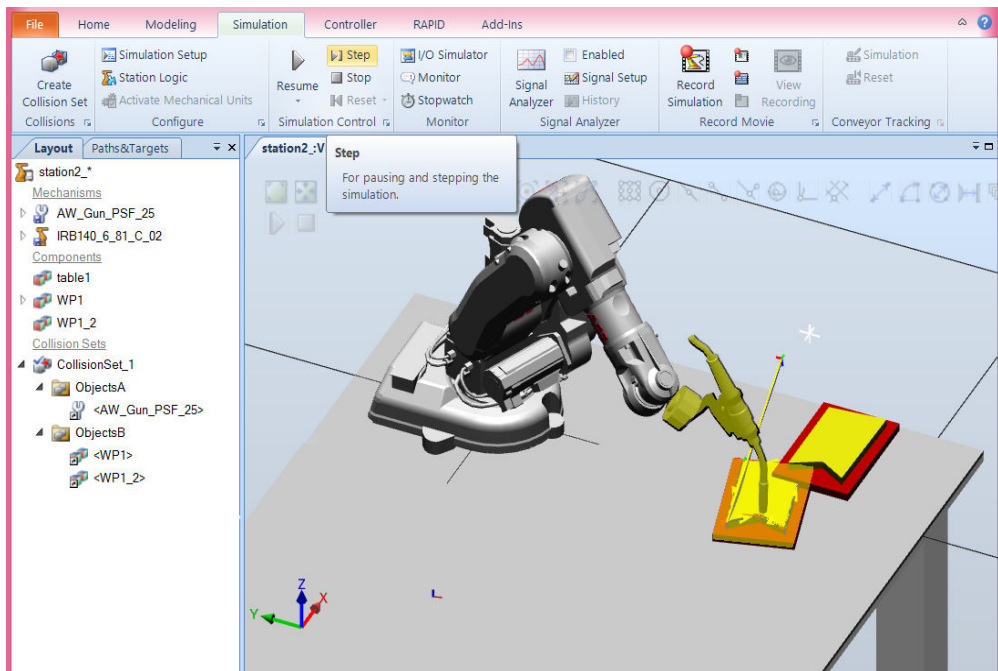 File Home Modeling Simulation Controller RAPID Add-Ins
Create Collision Set
Collisions
Simulation Setup
Station Logic
Activate Mechanical Units
Configure
Resume
Step
Stop
Reset
Simulation Control
I/O Simulator
Monitor
Stopwatch
Monitor
Signal Analyzer
Enabled
Signal Setup
History
Signal Analyzer
Record Simulation
View Recording
Record Movie
Simulation
Reset
Conveyor Tracking
Layout Paths&Targets
station2_:V
Step
For pausing and stepping the
simulation.
station2_*
Mechanisms
AW_Gun_PSF_25
IRB140_6_81_C_02
Components
table1
WP1
WP1_2
Collision Sets
CollisionSet_1
ObjectsA
<AW_Gun_PSF_25>
ObjectsB
<WP1>
<WP1_2>
Z
X
Y